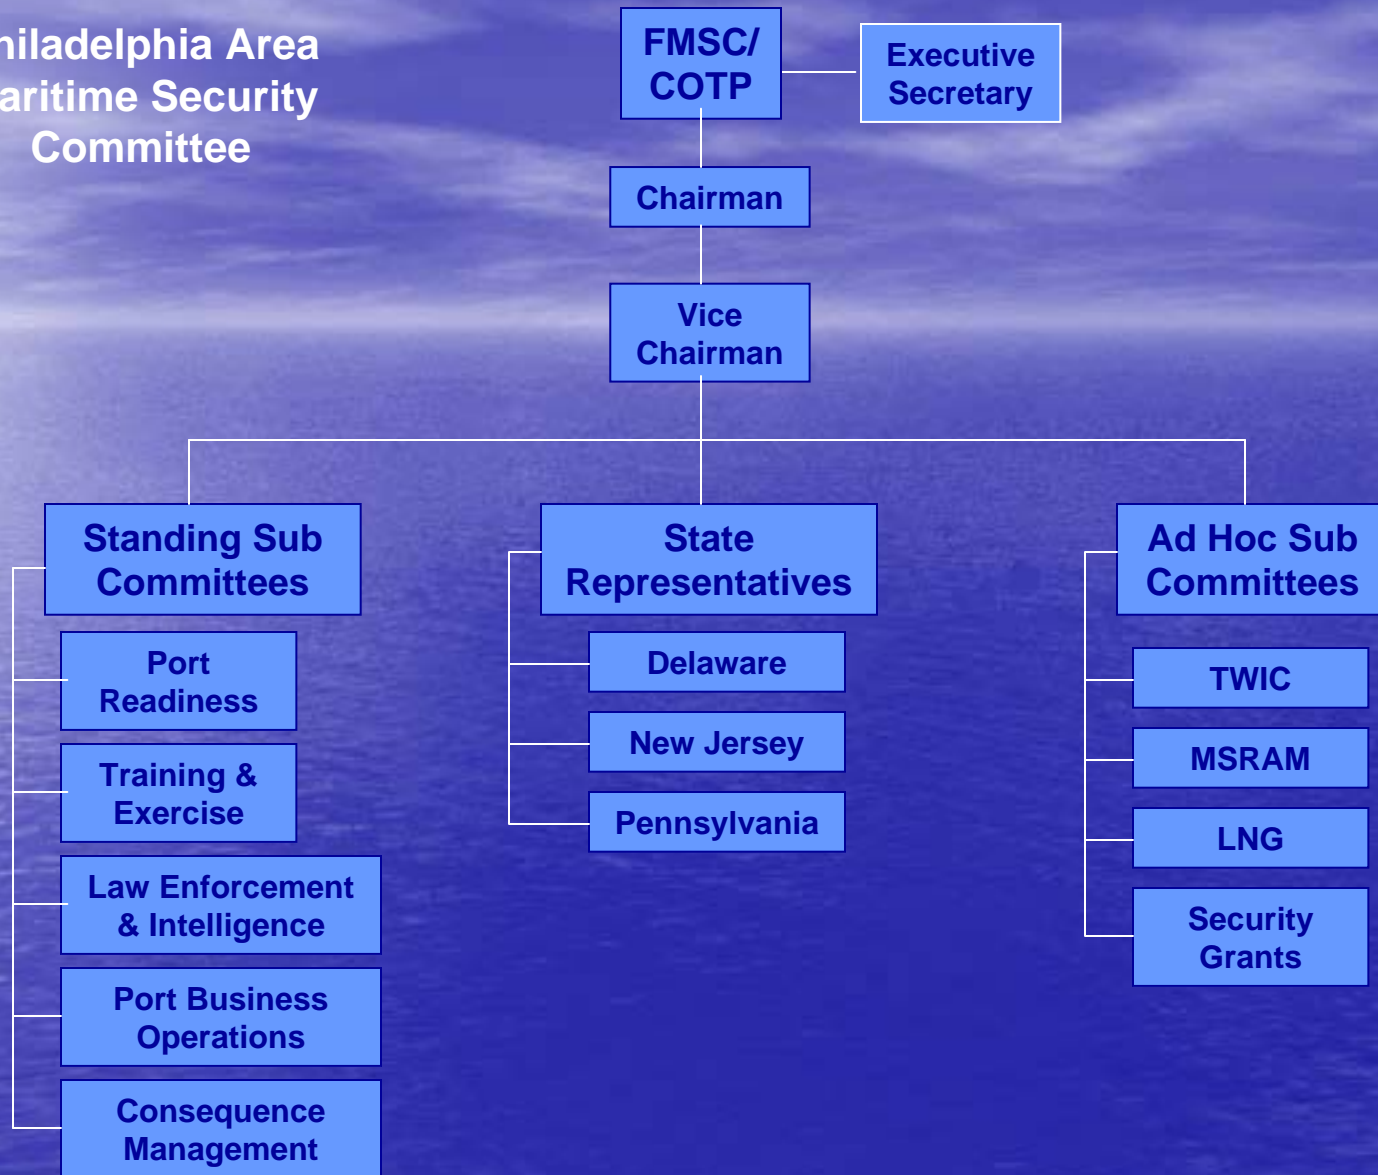 hiladelphia Area
aritime Security
Committee
FMSC/
COTP
Executive
Secretary
Chairman
Vice
Chairman
Standing Sub
Committees
Port
Readiness
Training &
Exercise
Law Enforcement
& Intelligence
Port Business
Operations
Consequence
Management
State
Representatives
Delaware
New Jersey
Pennsylvania
Ad Hoc Sub
Committees
TWIC
MSRAM
LNG
Security
Grants